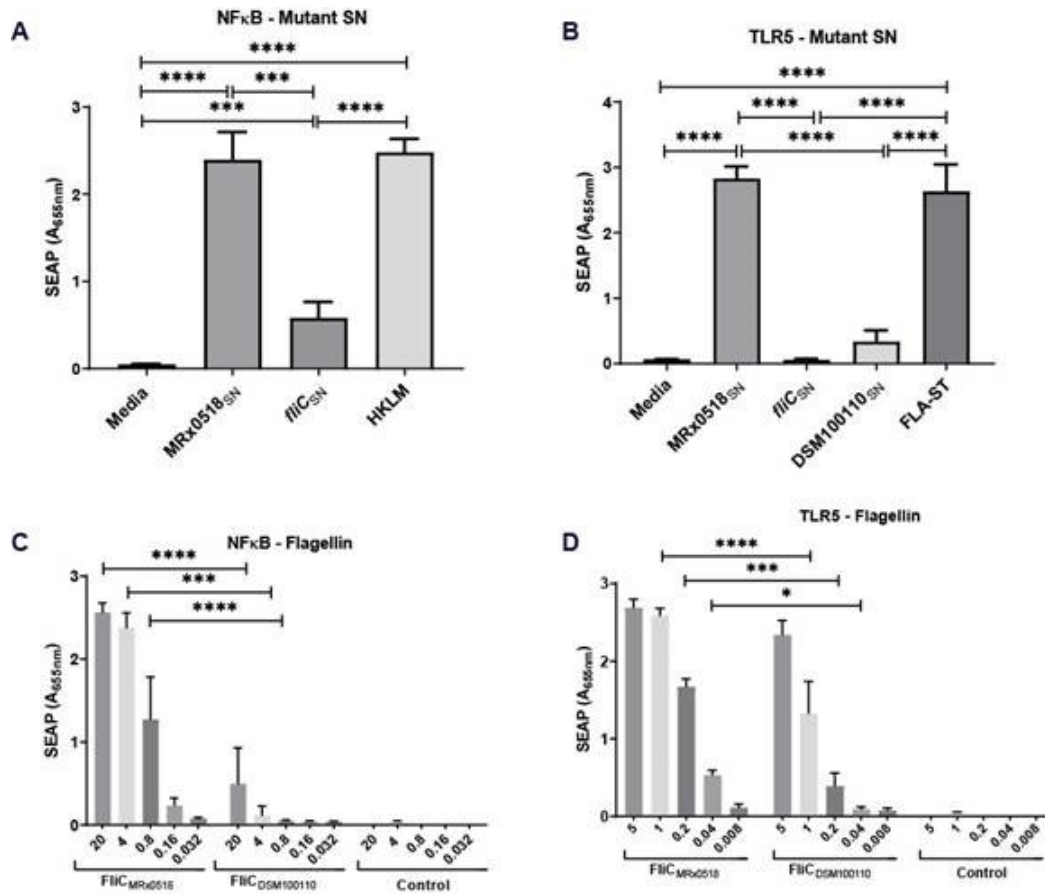 A
NFκB - Mutant SN
****
**** ***
*** ****
SEAP (A655nm)
3
2
1
0
Media
MRx0518SN
fliCSN
HKLM
B
TLR5 - Mutant SN
****
**** ****
**** **** ****
SEAP (A655nm)
4
3
2
1
0
Media
MRx0518SN
fliCSN
DSM100110SN
FLA-ST
C
NFκB - Flagellin
****
***
****
SEAP (A655nm)
3
2
1
0
20 4 0.8 0.16 0.032 20 4 0.8 0.16 0.032 20 4 0.8 0.16 0.032
FliCMRx0518 FliCDSM100110 Control
D
TLR5 - Flagellin
****
***
*
SEAP (A655nm)
3
2
1
0
5 1 0.2 0.04 0.008 5 1 0.2 0.04 0.008 5 1 0.2 0.04 0.008
FliCMRx0518 FliCDSM100110 Control